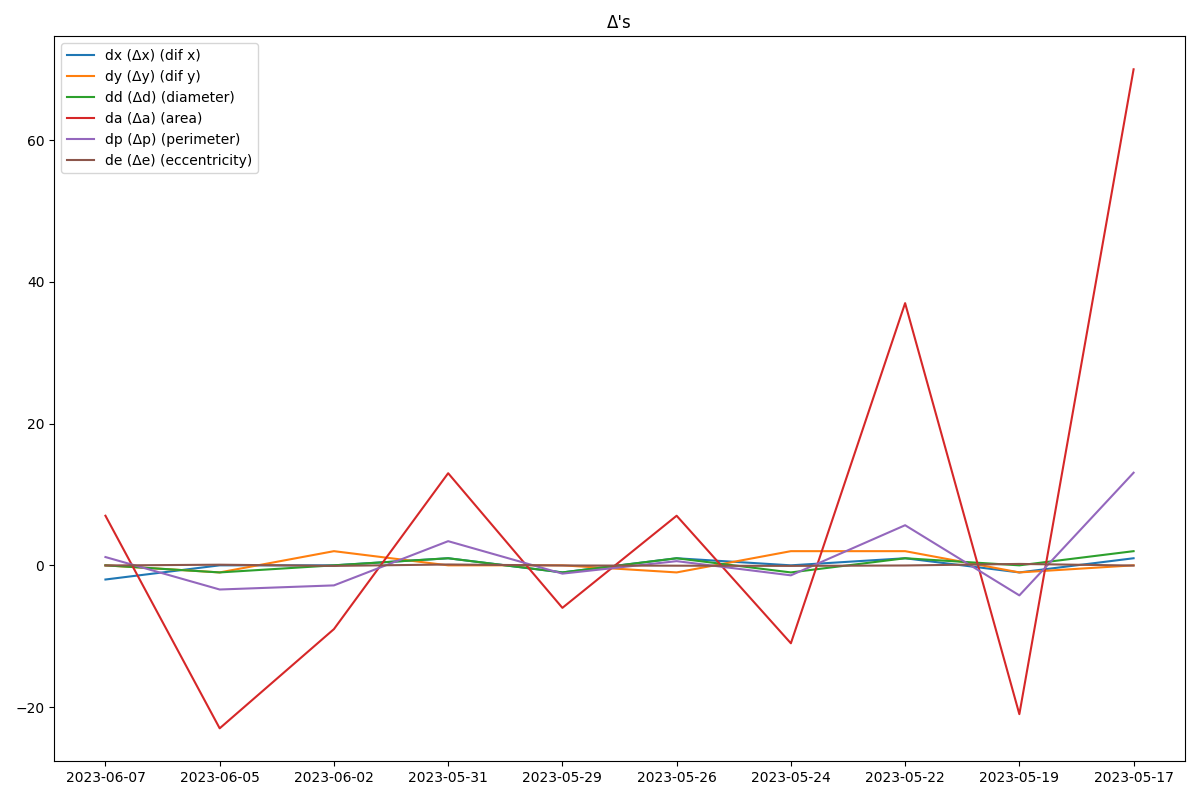 Δ's
dx (Δx) (dif x)
dy (Δy) (dif y)
dd (Δd) (diameter)
da (Δa) (area)
dp (Δp) (perimeter)
de (Δe) (eccentricity)
60
40
20
0
−20
2023-06-07 2023-06-05 2023-06-02 2023-05-31 2023-05-29 2023-05-26 2023-05-24 2023-05-22 2023-05-19 2023-05-17